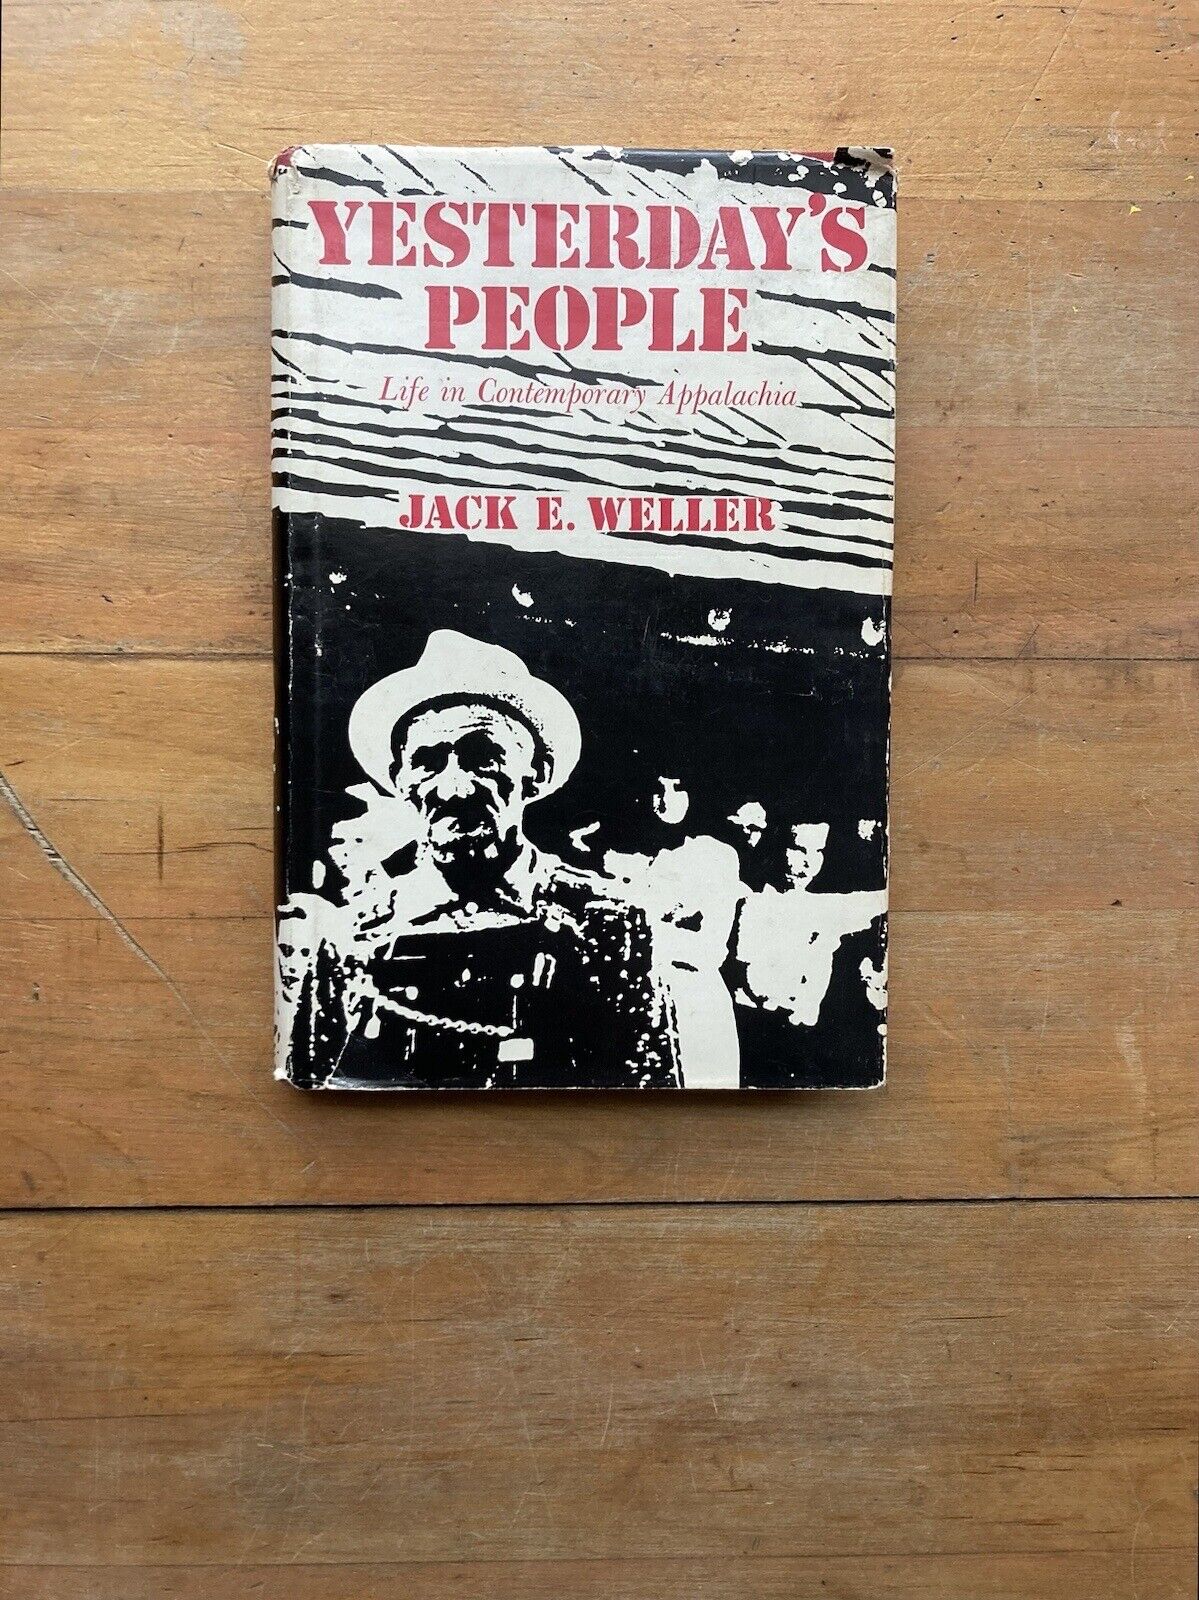 YESTERDAY'S
PEOPLE
Life in Contemporary Appalachia
JACK E. WELLER